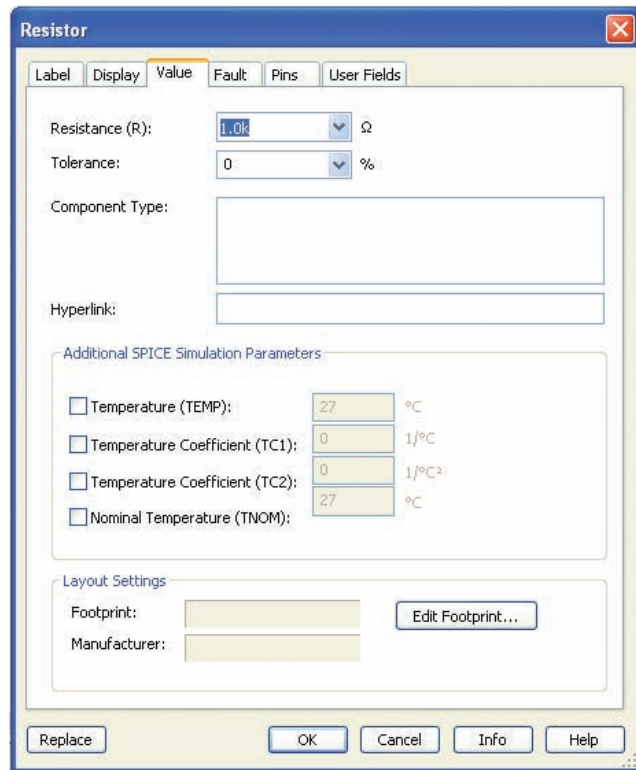 Resistor
Label Display Value Fault Pins User Fields
Resistance (R): 1.0k Ω
Tolerance: 0 %
Component Type:
Hyperlink:
Additional SPICE Simulation Parameters
Temperature (TEMP): 27 °C
Temperature Coefficient (TC1): 0 1/°C
Temperature Coefficient (TC2): 0 1/°C²
Nominal Temperature (TNOM): 27 °C
Layout Settings
Footprint: Edit Footprint...
Manufacturer:
Replace OK Cancel Info Help